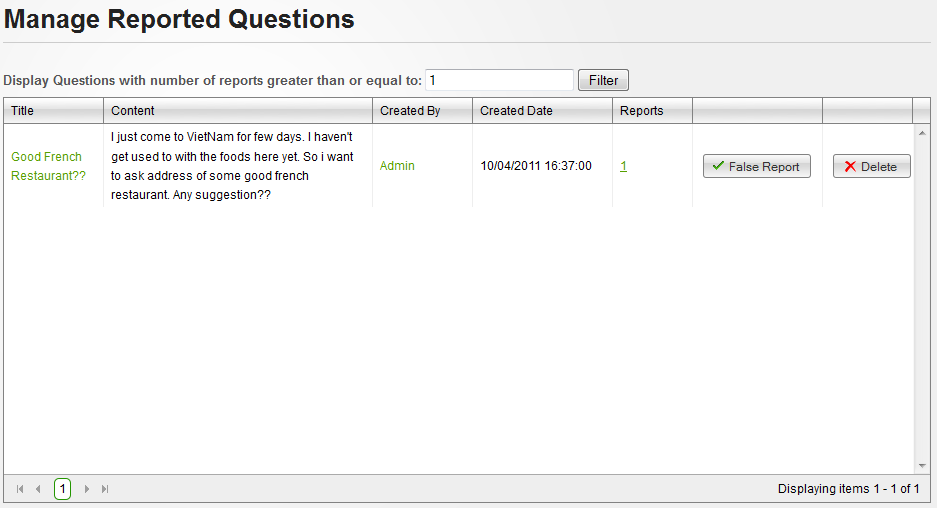 Manage Reported Questions
Display Questions with number of reports greater than or equal to: 1 Filter
Title Content Created By Created Date Reports
I just come to VietNam for few days. I haven't
Good French get used to with the foods here yet. So i want
Restaurant?? to ask address of some good french
restaurant. Any suggestion??
Admin 10/04/2011 16:37:00 1 False Report Delete
1 Displaying items 1 - 1 of 1